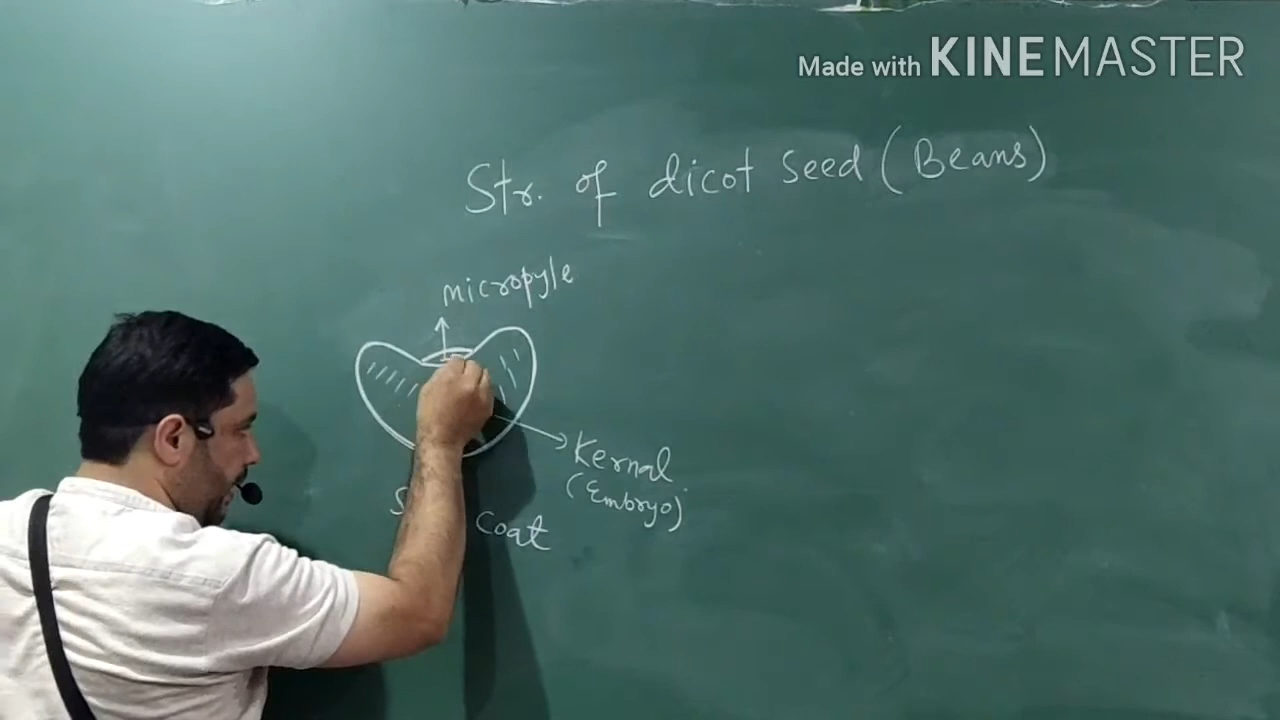 Made with KINEMASTER
Str. of dicot seed (Beans)
micropyle
Kernal
(Embryo)
coat